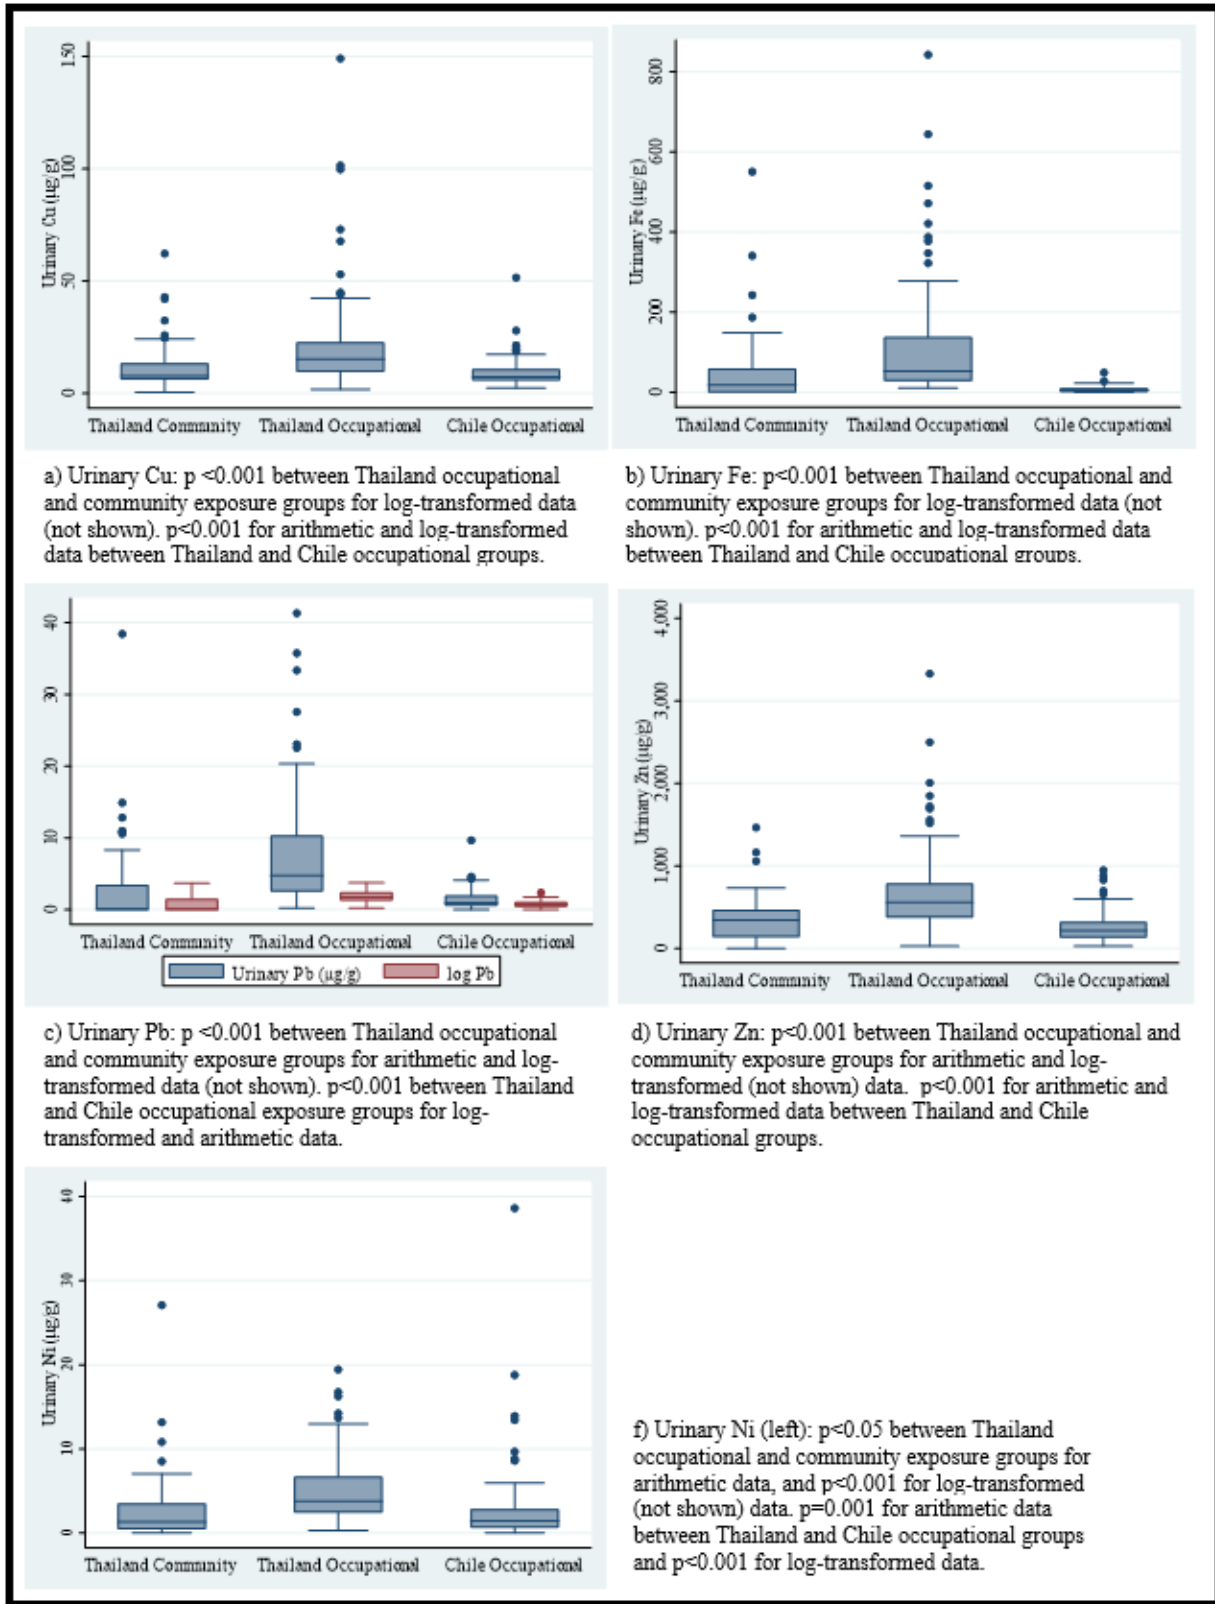 150
100
50
0
Urinary Cu (µg/g)
Thailand Community Thailand Occupational Chile Occupational
800
600
400
200
0
Urinary Fe (µg/g)
Thailand Community Thailand Occupational Chile Occupational
a) Urinary Cu: p <0.001 between Thailand occupational
and community exposure groups for log-transformed data
(not shown). p<0.001 for arithmetic and log-transformed
data between Thailand and Chile occupational groups.
b) Urinary Fe: p<0.001 between Thailand occupational and
community exposure groups for log-transformed data (not
shown). p<0.001 for arithmetic and log-transformed data
between Thailand and Chile occupational groups.
40
30
20
10
0
Thailand Community Thailand Occupational Chile Occupational
Urinary Pb (µg/g) log Pb
4,000
3,000
2,000
1,000
0
Urinary Zn (µg/g)
Thailand Community Thailand Occupational Chile Occupational
c) Urinary Pb: p <0.001 between Thailand occupational
and community exposure groups for arithmetic and log-
transformed data (not shown). p<0.001 between Thailand
and Chile occupational exposure groups for log-
transformed and arithmetic data.
d) Urinary Zn: p<0.001 between Thailand occupational and
community exposure groups for arithmetic and log-
transformed (not shown) data. p<0.001 for arithmetic and
log-transformed data between Thailand and Chile
occupational groups.
40
30
20
10
0
Urinary Ni (µg/g)
Thailand Community Thailand Occupational Chile Occupational
f) Urinary Ni (left): p<0.05 between Thailand
occupational and community exposure groups for
arithmetic data, and p<0.001 for log-transformed
(not shown) data. p=0.001 for arithmetic data
between Thailand and Chile occupational groups
and p<0.001 for log-transformed data.